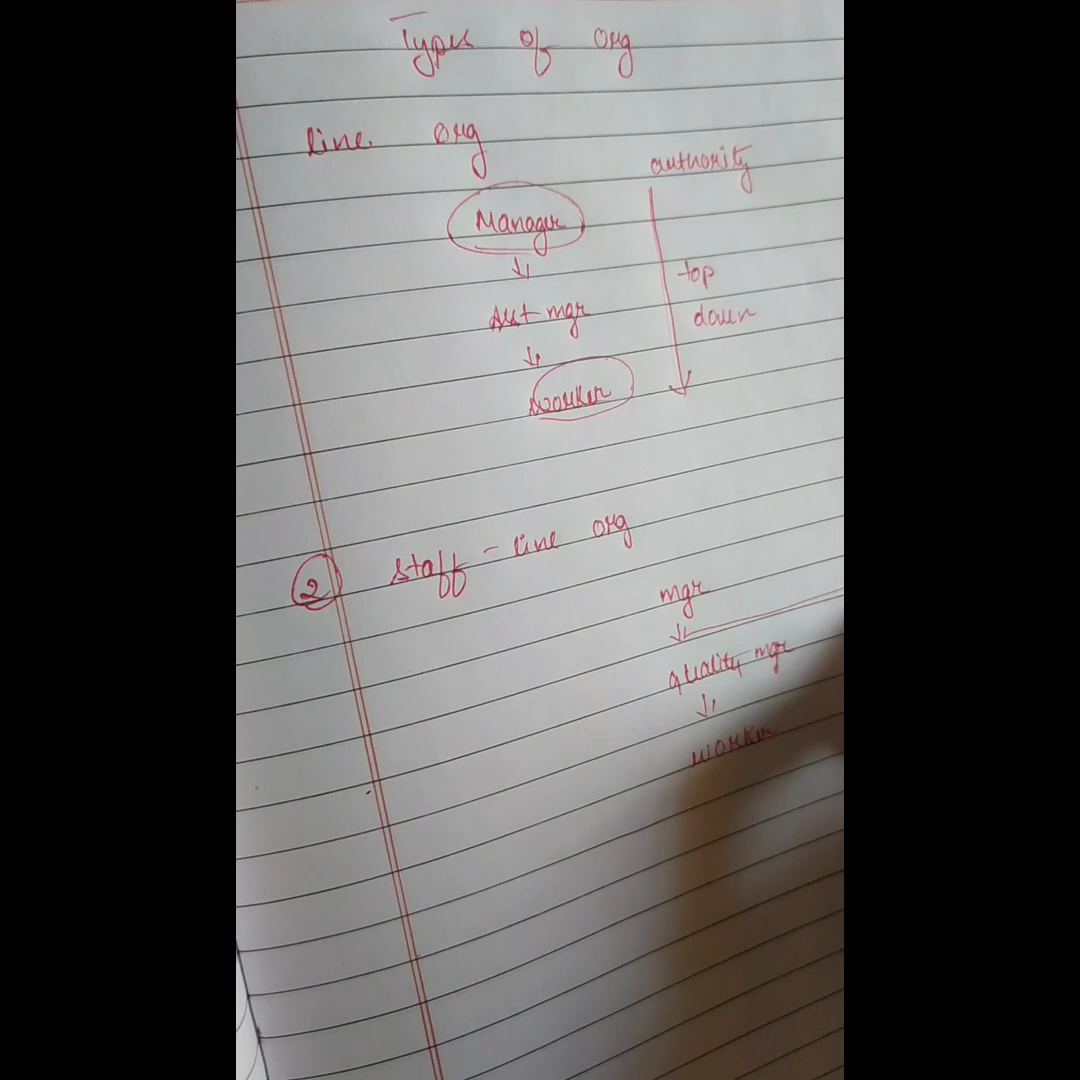 Types of org
line org
authority
Manager
↓
top
Asst mgr
down
↓
worker
② staff - line org
mgr
↓
quality mgr
↓
worker